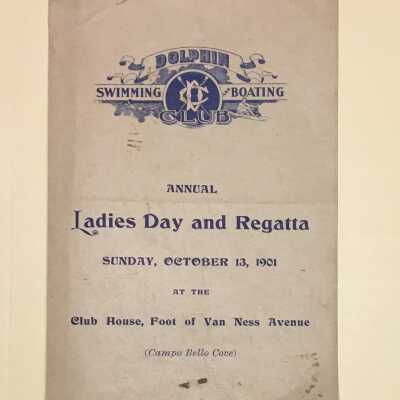 DOLPHIN
SWIMMING AND BOATING
CLUB
ANNUAL
Ladies Day and Regatta
SUNDAY, OCTOBER 13, 1901
AT THE
Club House, Foot of Van Ness Avenue
(Campo Bello Cove)